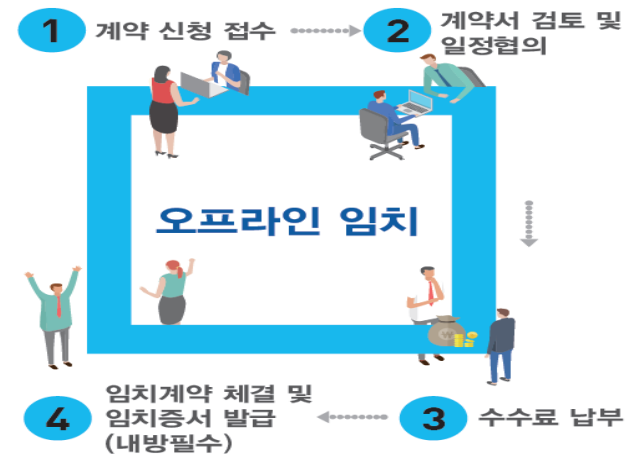 1 계약 신청 접수
2 계약서 검토 및
일정협의
오프라인 임치
3 수수료 납부
4 임치계약 체결 및
임치증서 발급
(내방필수)
₩